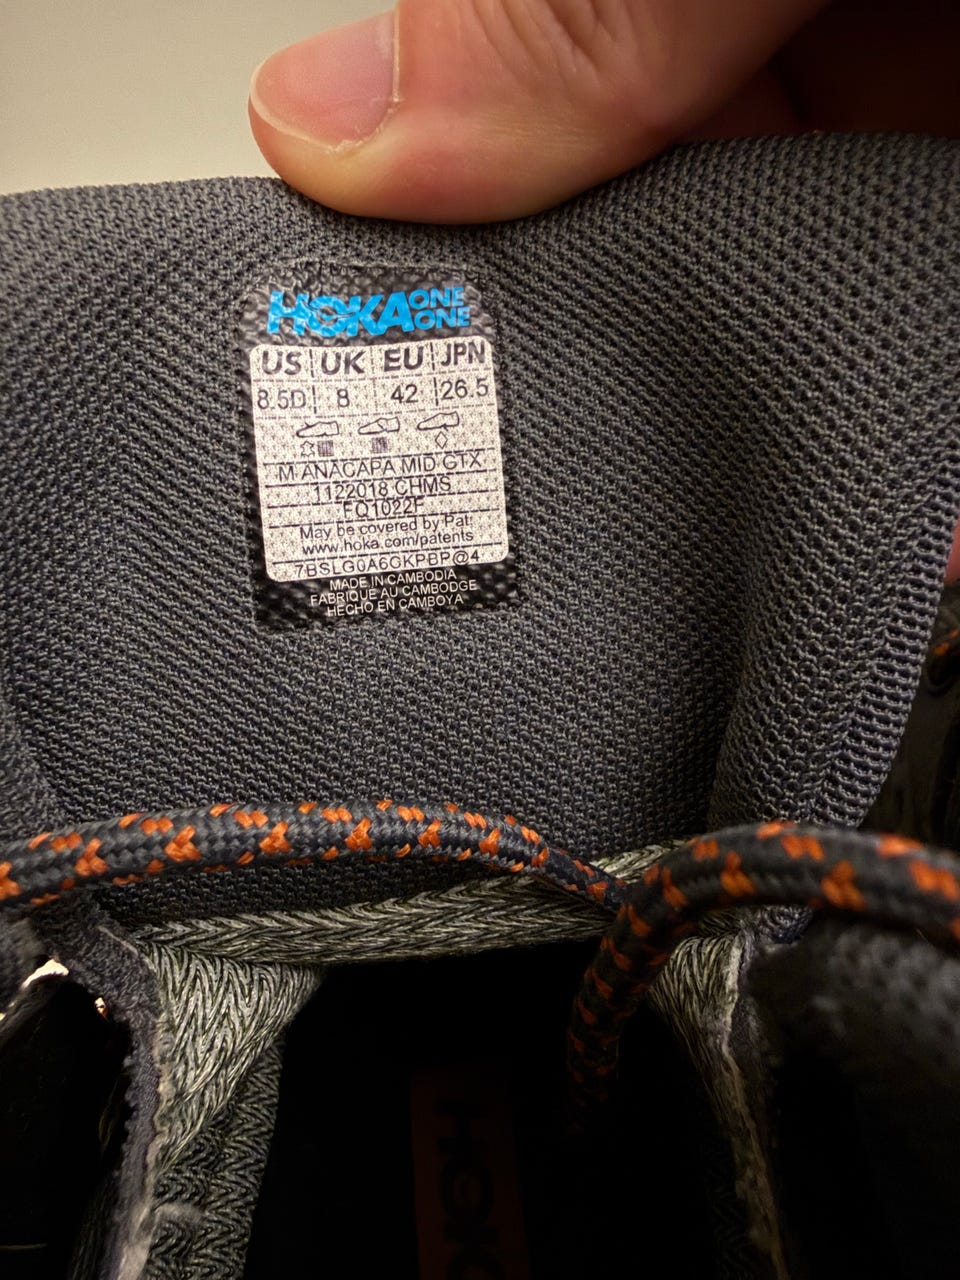 HOKA ONE ONE
US UK EU JPN
8.5D 8 42 26.5
M ANACAPA MID GTX
1122018 CHMS
FQ1022F
May be covered by Pat:
www.hoka.com/patents
7BSLG0A6GKPBP@4
MADE IN CAMBODIA
FABRIQUE AU CAMBODGE
HECHO EN CAMBOYA
HOKA